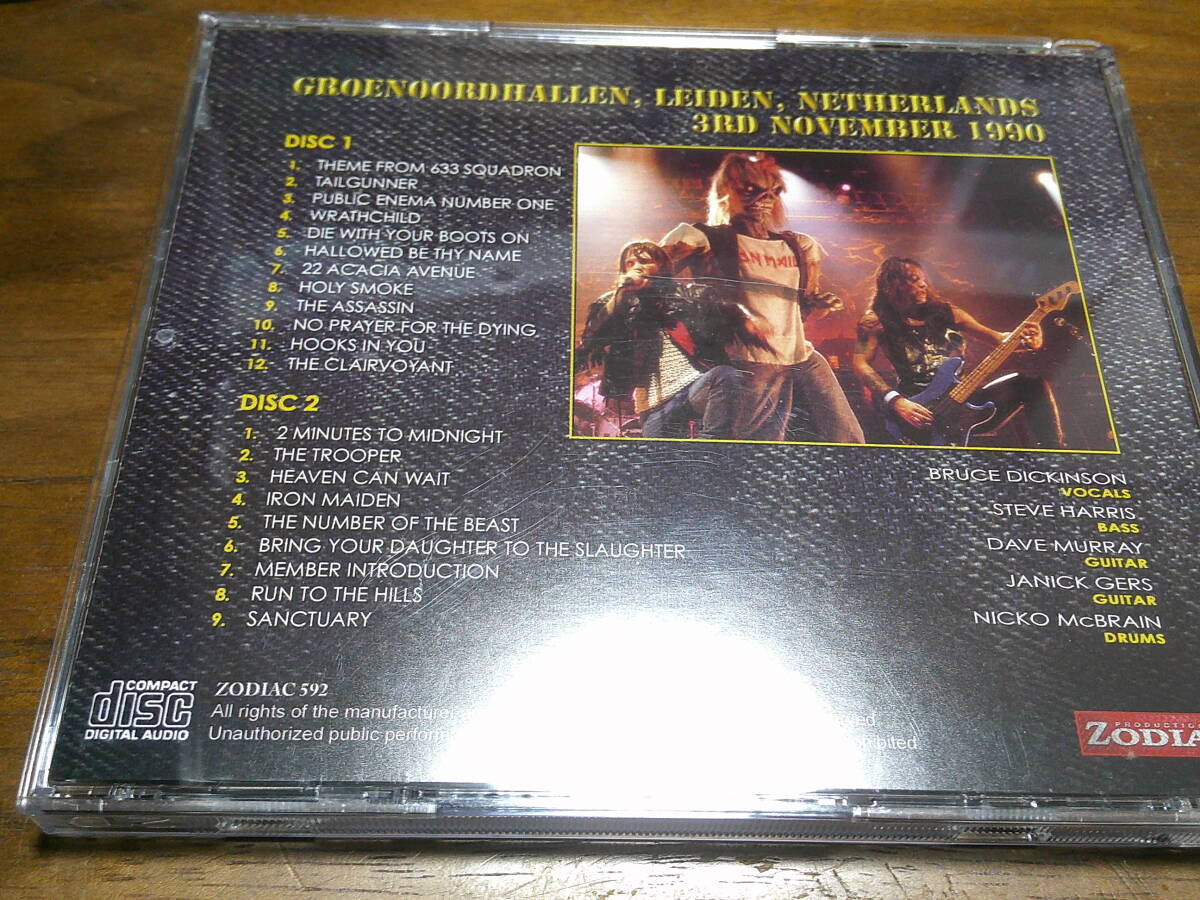 GROENOORDHALLEN, LEIDEN, NETHERLANDS
3RD NOVEMBER 1990
DISC 1
1. THEME FROM 633 SQUADRON
2. TAILGUNNER
3. PUBLIC ENEMA NUMBER ONE
4. WRATHCHILD
5. DIE WITH YOUR BOOTS ON
6. HALLOWED BE THY NAME
7. 22 ACACIA AVENUE
8. HOLY SMOKE
9. THE ASSASSIN
10. NO PRAYER FOR THE DYING
11. HOOKS IN YOU
12. THE CLAIRVOYANT
DISC 2
1. 2 MINUTES TO MIDNIGHT
2. THE TROOPER
3. HEAVEN CAN WAIT
4. IRON MAIDEN
5. THE NUMBER OF THE BEAST
6. BRING YOUR DAUGHTER TO THE SLAUGHTER
7. MEMBER INTRODUCTION
8. RUN TO THE HILLS
9. SANCTUARY
BRUCE DICKINSON
VOCALS
STEVE HARRIS
BASS
DAVE MURRAY
GUITAR
JANICK GERS
GUITAR
NICKO McBRAIN
DRUMS
COMPACT
disc
DIGITAL AUDIO
ZODIAC 592
All rights of the manufacturer
Unauthorized public
PRODUCTION
ZODIA